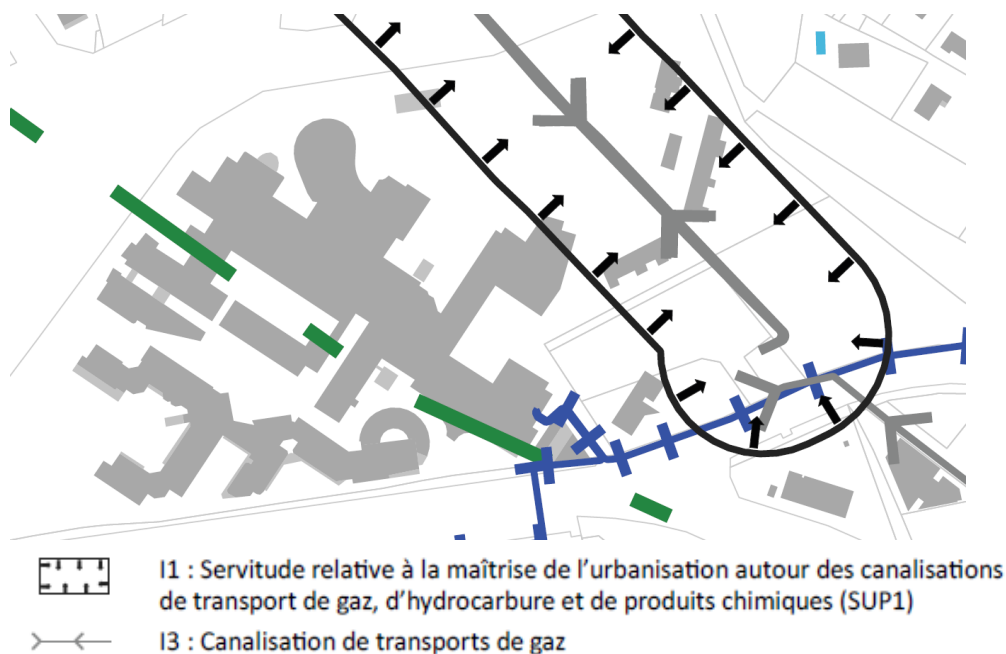 I1 : Servitude relative à la maîtrise de l'urbanisation autour des canalisations
de transport de gaz, d'hydrocarbure et de produits chimiques (SUP1)
I3 : Canalisation de transports de gaz